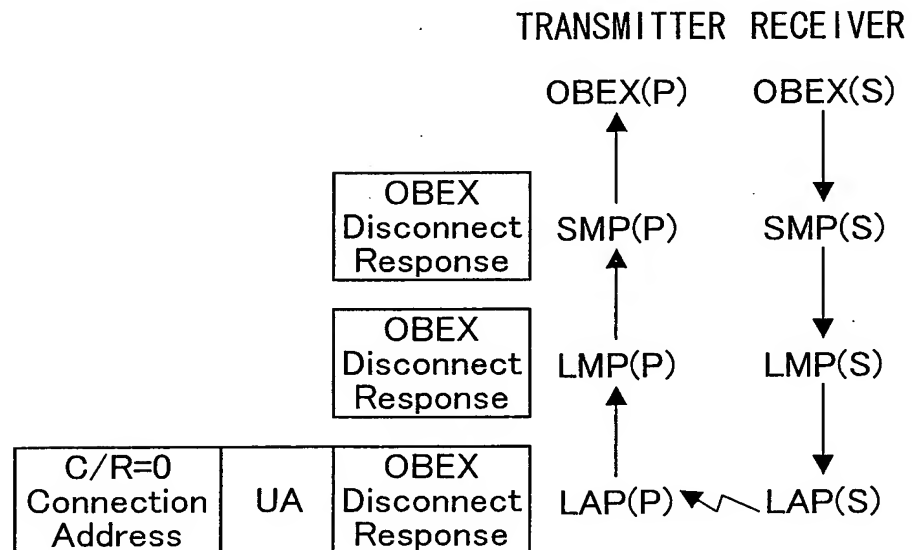 TRANSMITTER RECEIVER
OBEX(P) OBEX(S)
OBEX
Disconnect
Response
SMP(P) SMP(S)
OBEX
Disconnect
Response
LMP(P) LMP(S)
C/R=0
Connection
Address
UA
OBEX
Disconnect
Response
LAP(P) LAP(S)